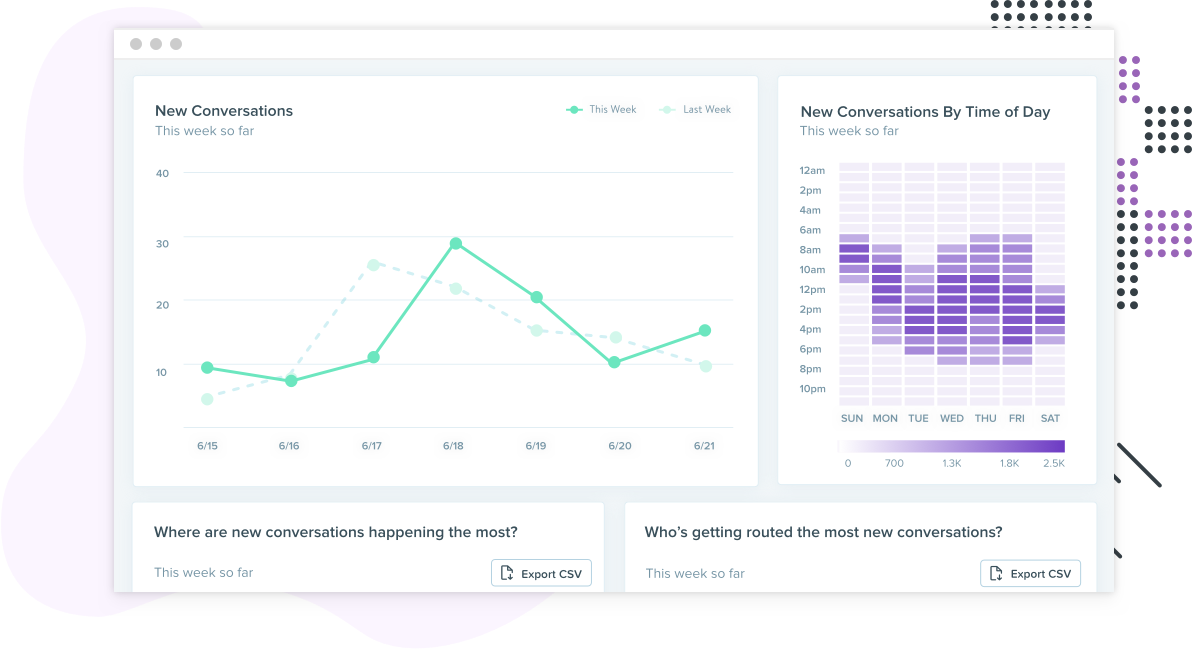 New Conversations
This week so far
This Week
Last Week
40
30
20
10
6/15
6/16
6/17
6/18
6/19
6/20
6/21
New Conversations By Time of Day
This week so far
12am
2pm
4am
6am
8am
10am
12pm
2pm
4pm
6pm
8pm
10pm
SUN MON TUE WED THU FRI SAT
0 700 1.3K 1.8K 2.5K
Where are new conversations happening the most?
This week so far
Export CSV
Who’s getting routed the most new conversations?
This week so far
Export CSV